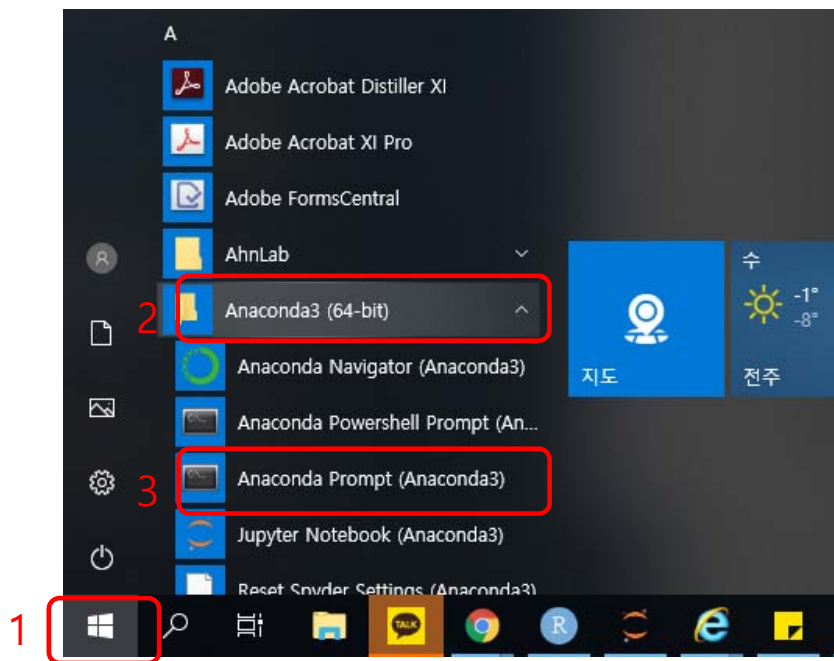 A
Adobe Acrobat Distiller XI
Adobe Acrobat XI Pro
Adobe FormsCentral
AhnLab
2
Anaconda3 (64-bit)
Anaconda Navigator (Anaconda3)
Anaconda Powershell Prompt (An...
3
Anaconda Prompt (Anaconda3)
Jupyter Notebook (Anaconda3)
Reset Spyder Settings (Anaconda3)
지도
수
-1°
-8°
전주
1
TALK
R